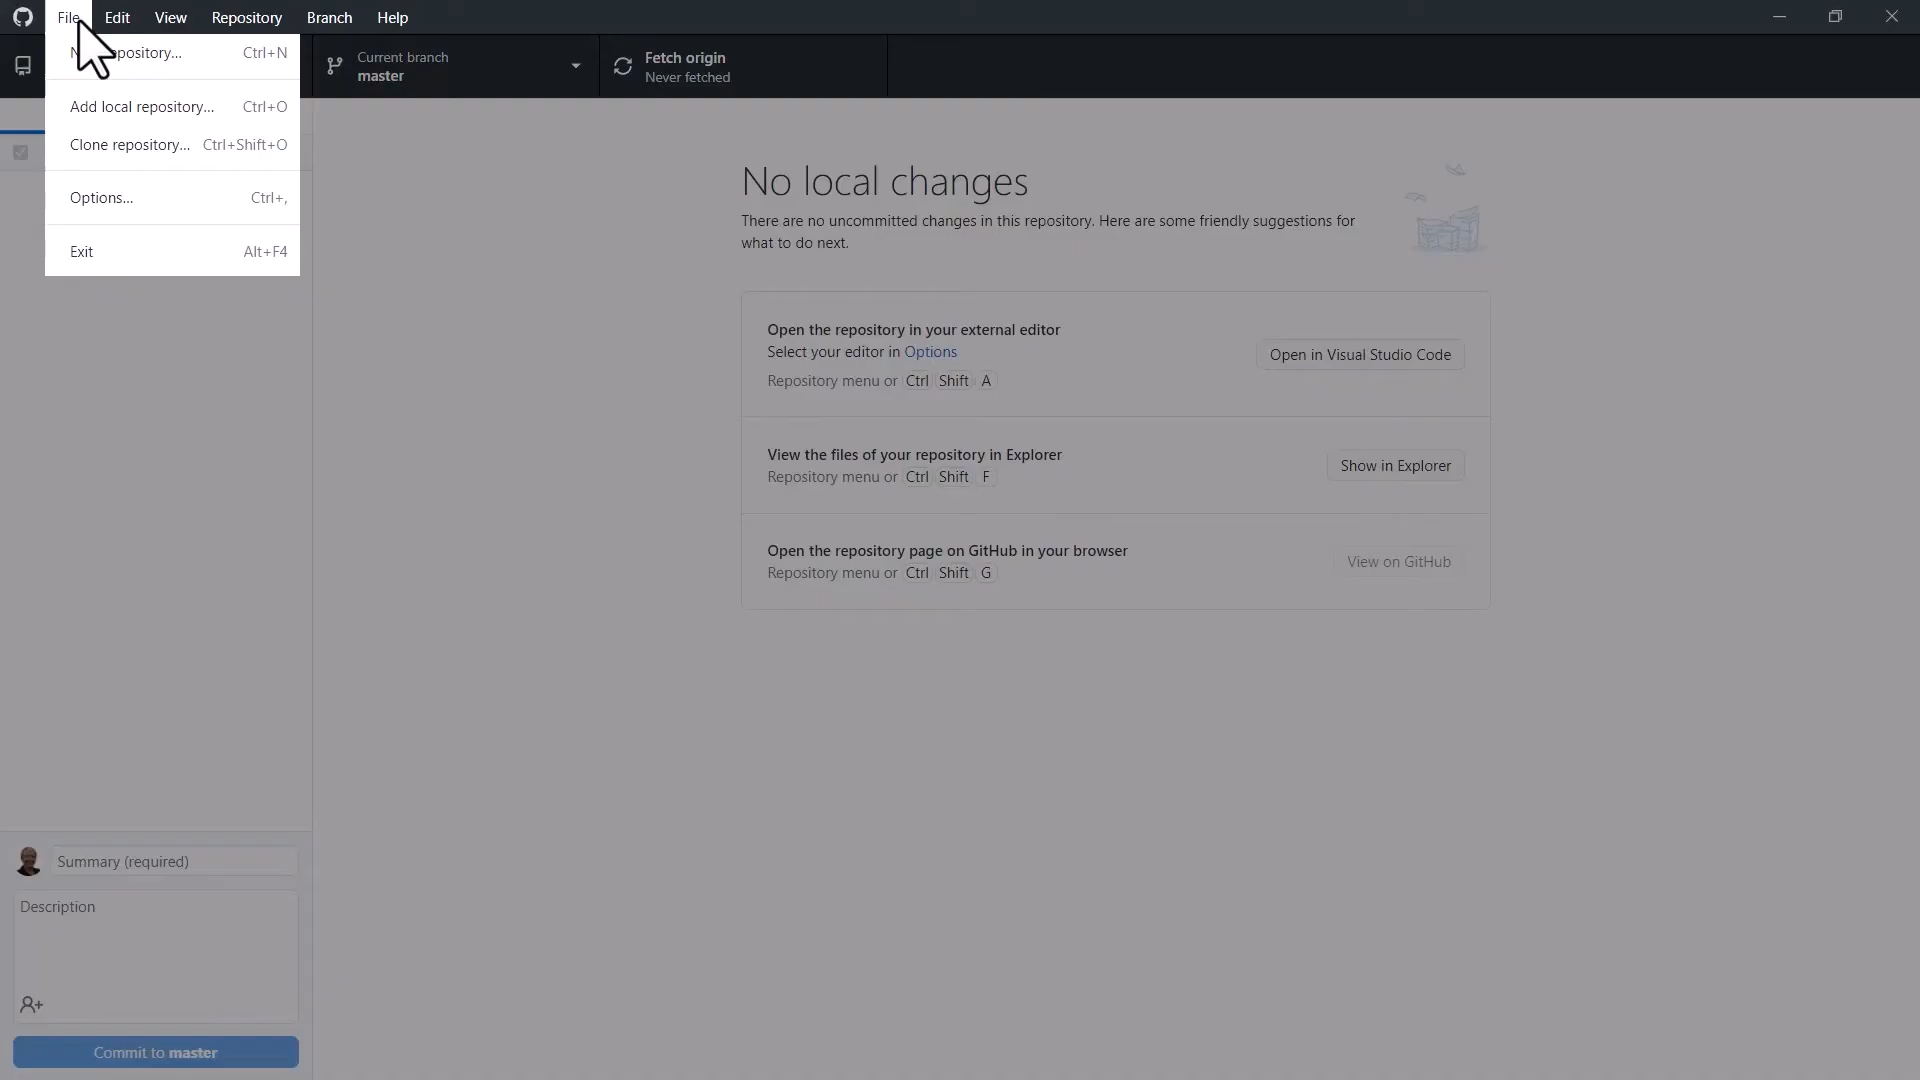 File Edit View Repository Branch Help
repository... Ctrl+N
Add local repository... Ctrl+O
Clone repository... Ctrl+Shift+O
Options... Ctrl+,
Exit Alt+F4
Current branch
master
Fetch origin
Never fetched
No local changes
There are no uncommitted changes in this repository. Here are some friendly suggestions for
what to do next.
Open the repository in your external editor
Select your editor in Options
Repository menu or Ctrl Shift A
Open in Visual Studio Code
View the files of your repository in Explorer
Repository menu or Ctrl Shift F
Show in Explorer
Open the repository page on GitHub in your browser
Repository menu or Ctrl Shift G
View on GitHub
Summary (required)
Description
Commit to master